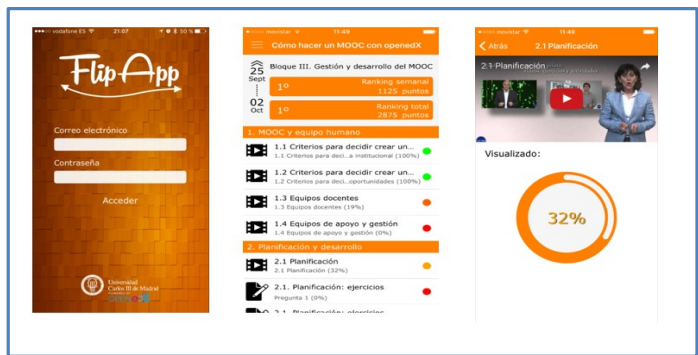 vodafone ES 21:07 50 %
FlipApp
Correo electrónico
Contraseña
Acceder
Universidad
Carlos III de Madrid
movistar 11:49
Cómo hacer un MOOC con openedX
25
Sept
Bloque III. Gestión y desarrollo del MOOC
1º
Ranking semanal
1125 puntos
02
Oct
1º
Ranking total
2875 puntos
1. MOOC y equipo humano
1.1 Criterios para decidir crear un...
1.1 Criterios para deci...a institucional (100%)
1.2 Criterios para decidir crear un...
1.2 Criterios para deci...oportunidades (100%)
1.3 Equipos docentes
1.3 Equipos docentes (19%)
1.4 Equipos de apoyo y gestión
1.4 Equipos de apoyo y gestión (0%)
2. Planificación y desarrollo
2.1 Planificación
2.1 Planificación (32%)
2.1. Planificación: ejercicios
Pregunta 1 (0%)
2.1. Planificación: ejercicios
movistar 11:49
Atrás 2.1 Planificación
2.1 Planificación
Visualizado:
32%